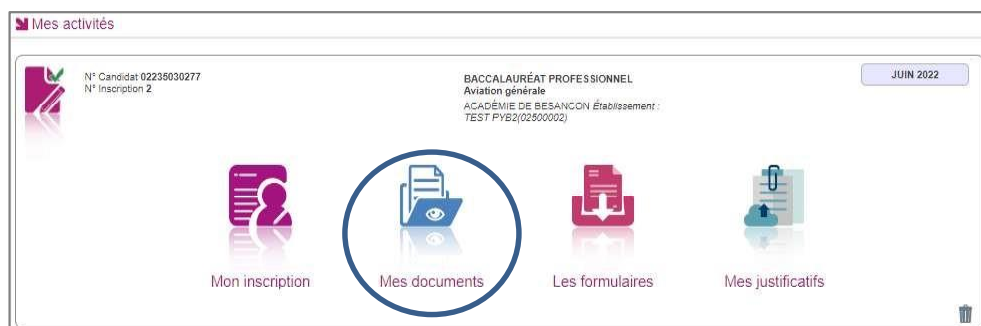 Mes activités
N° Candidat 02235030277
N° Inscription 2
BACCALAURÉAT PROFESSIONNEL
Aviation générale
ACADÉMIE DE BESANCON Établissement :
TEST PYB2(02500002)
JUIN 2022
Mon inscription
Mes documents
Les formulaires
Mes justificatifs